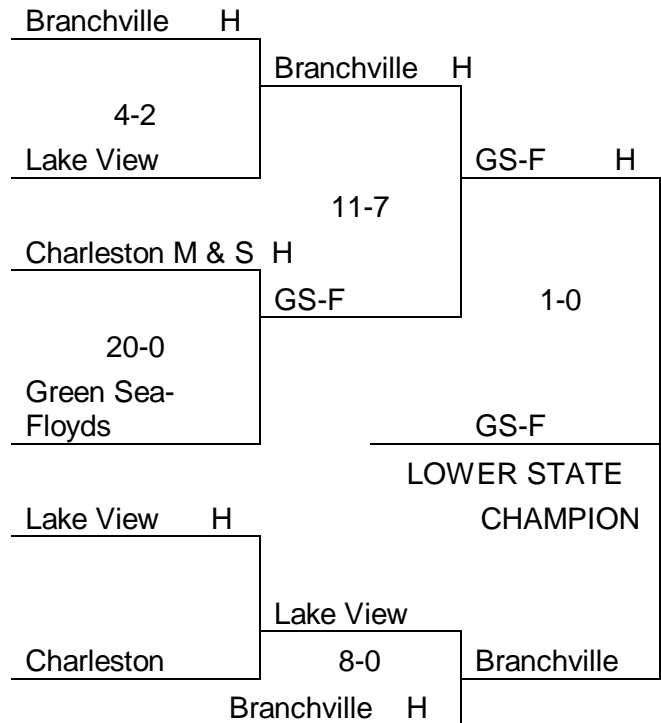 Branchville H
Branchville H
4-2
Lake View
GS-F H
11-7
Charleston M & S H
GS-F
1-0
20-0
Green Sea-
Floyds
GS-F
LOWER STATE
Lake View H
CHAMPION
Lake View
Charleston
8-0
Branchville
Branchville H